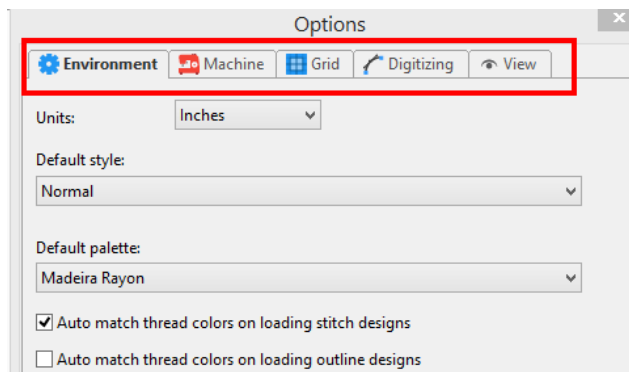 Options
Environment Machine Grid Digitizing View
Units: Inches
Default style:
Normal
Default palette:
Madeira Rayon
Auto match thread colors on loading stitch designs
Auto match thread colors on loading outline designs